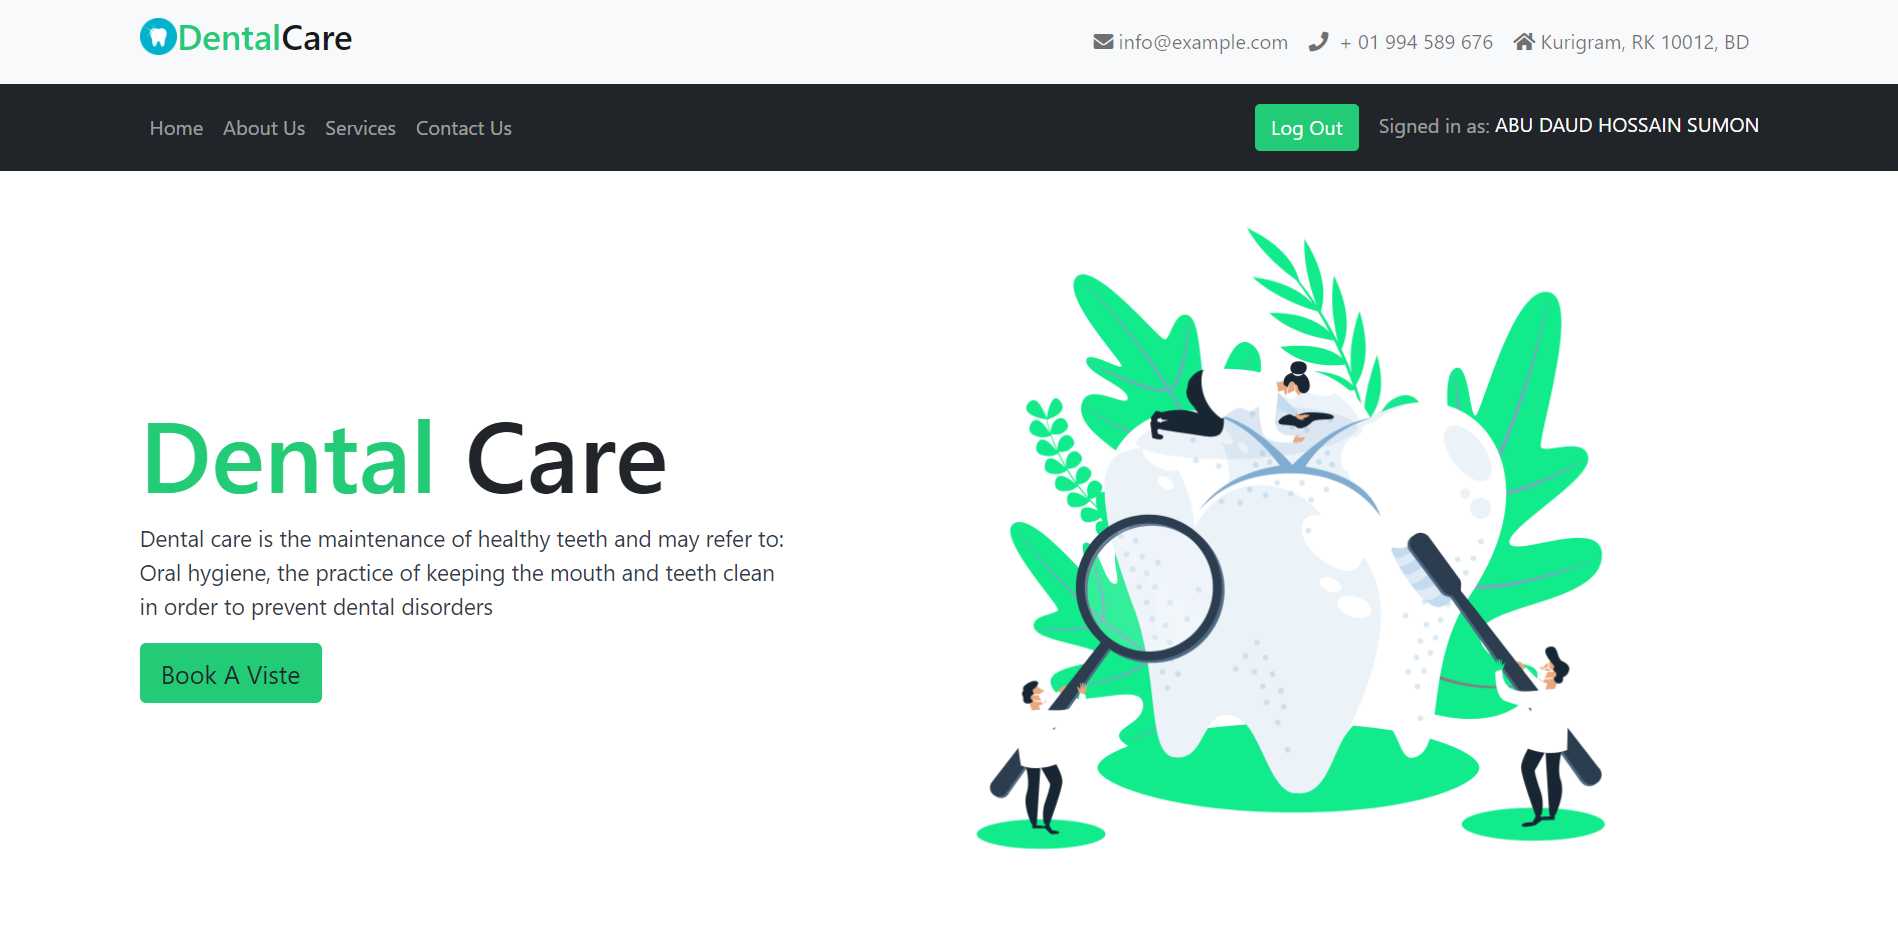 DentalCare
info@example.com + 01 994 589 676 Kurigram, RK 10012, BD
Home About Us Services Contact Us Log Out Signed in as: ABU DAUD HOSSAIN SUMON
Dental Care
Dental care is the maintenance of healthy teeth and may refer to:
Oral hygiene, the practice of keeping the mouth and teeth clean
in order to prevent dental disorders
Book A Viste